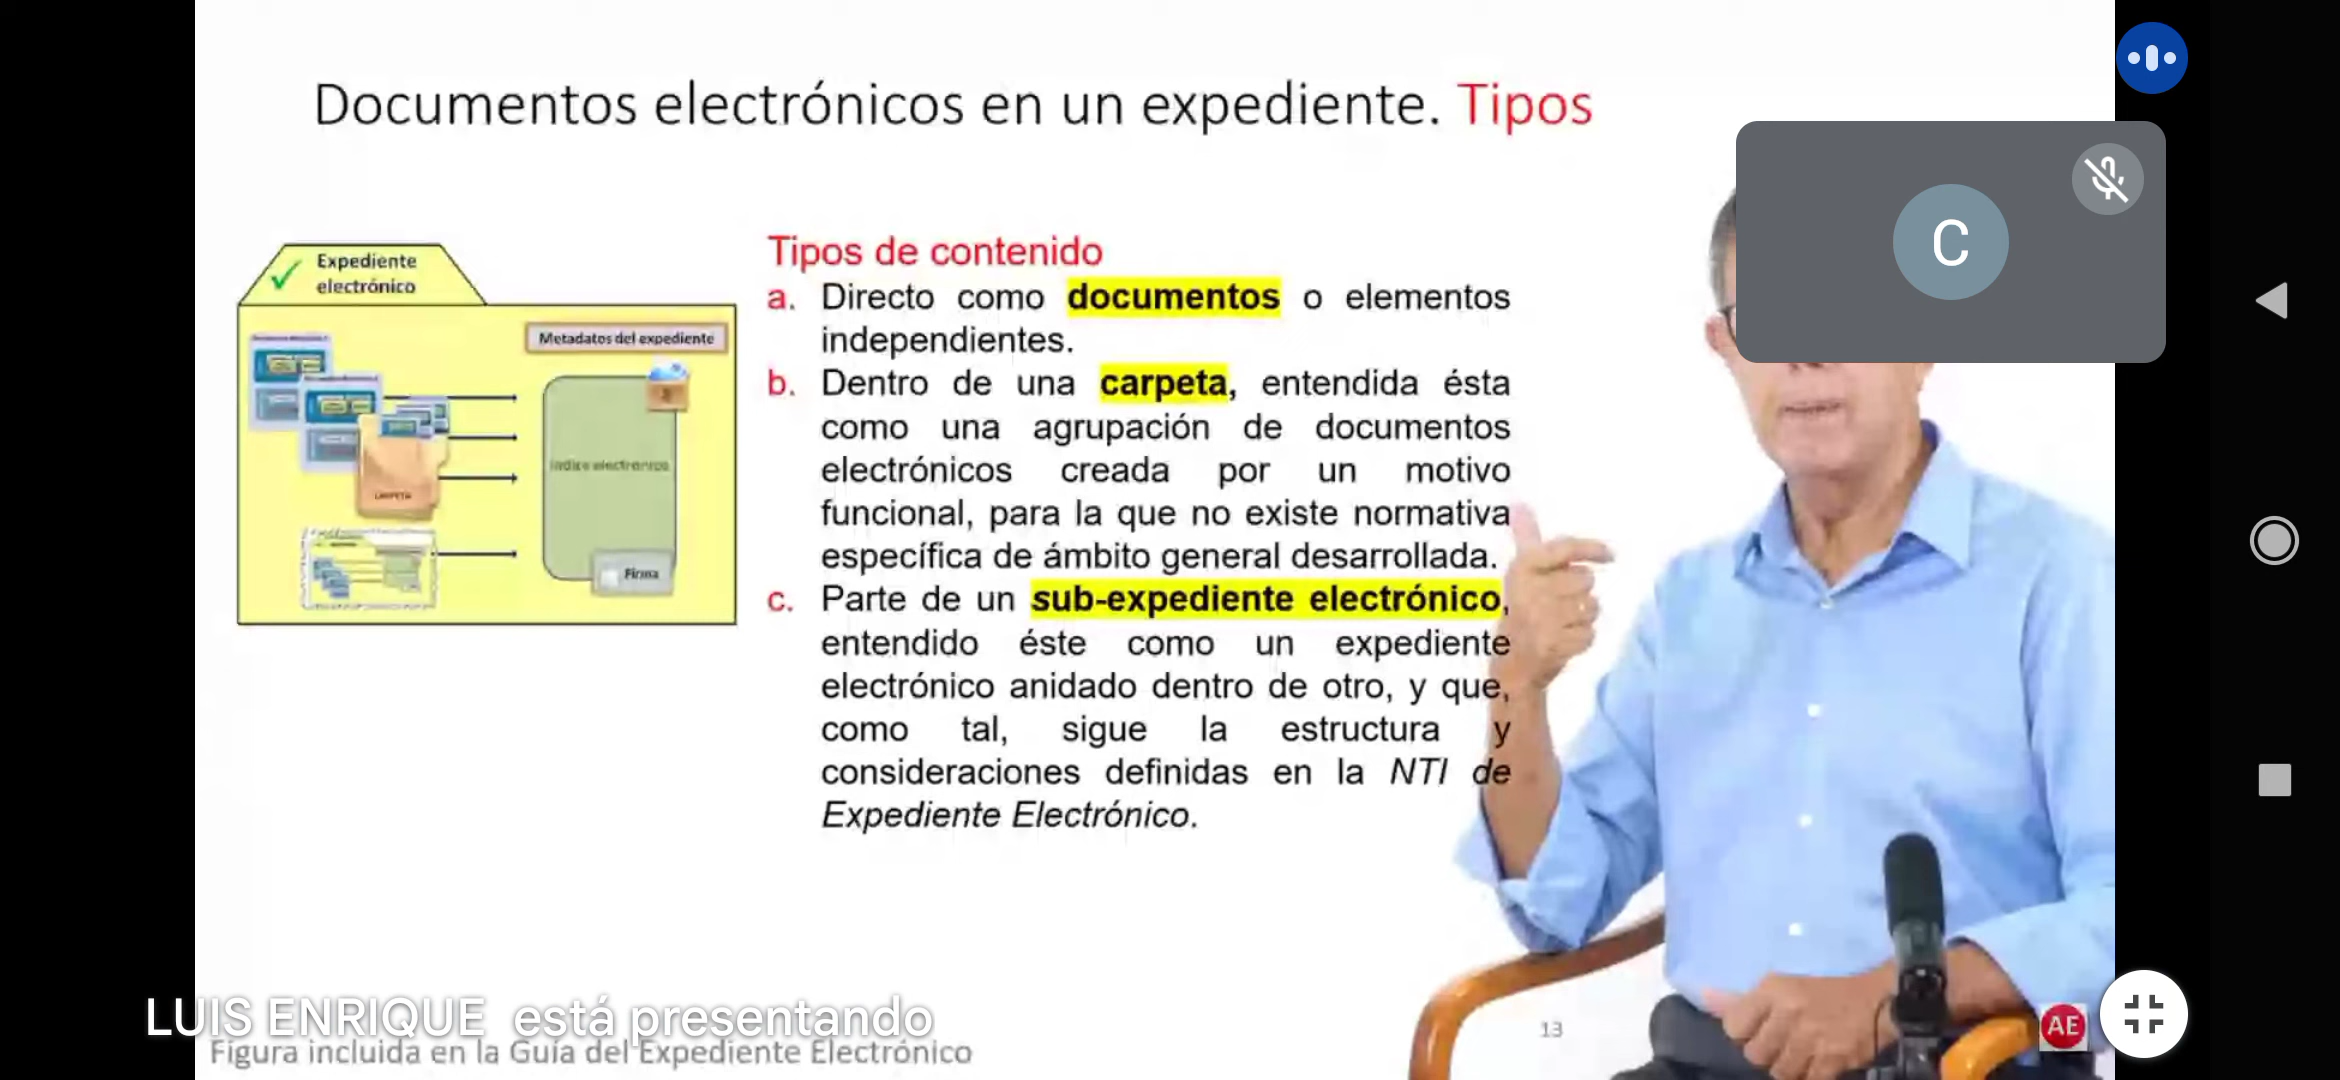 Documentos electrónicos en un expediente. Tipos
C
Expediente
electrónico
Metadatos del expediente
Índice electrónico
CARPETA
Firma
Tipos de contenido
a. Directo como documentos o elementos
independientes.
b. Dentro de una carpeta, entendida ésta
como una agrupación de documentos
electrónicos creada por un motivo
funcional, para la que no existe normativa
específica de ámbito general desarrollada.
c. Parte de un sub-expediente electrónico,
entendido éste como un expediente
electrónico anidado dentro de otro, y que,
como tal, sigue la estructura y
consideraciones definidas en la NTI de
Expediente Electrónico.
LUIS ENRIQUE está presentando
Figura incluida en la Guía del Expediente Electrónico
13
AE